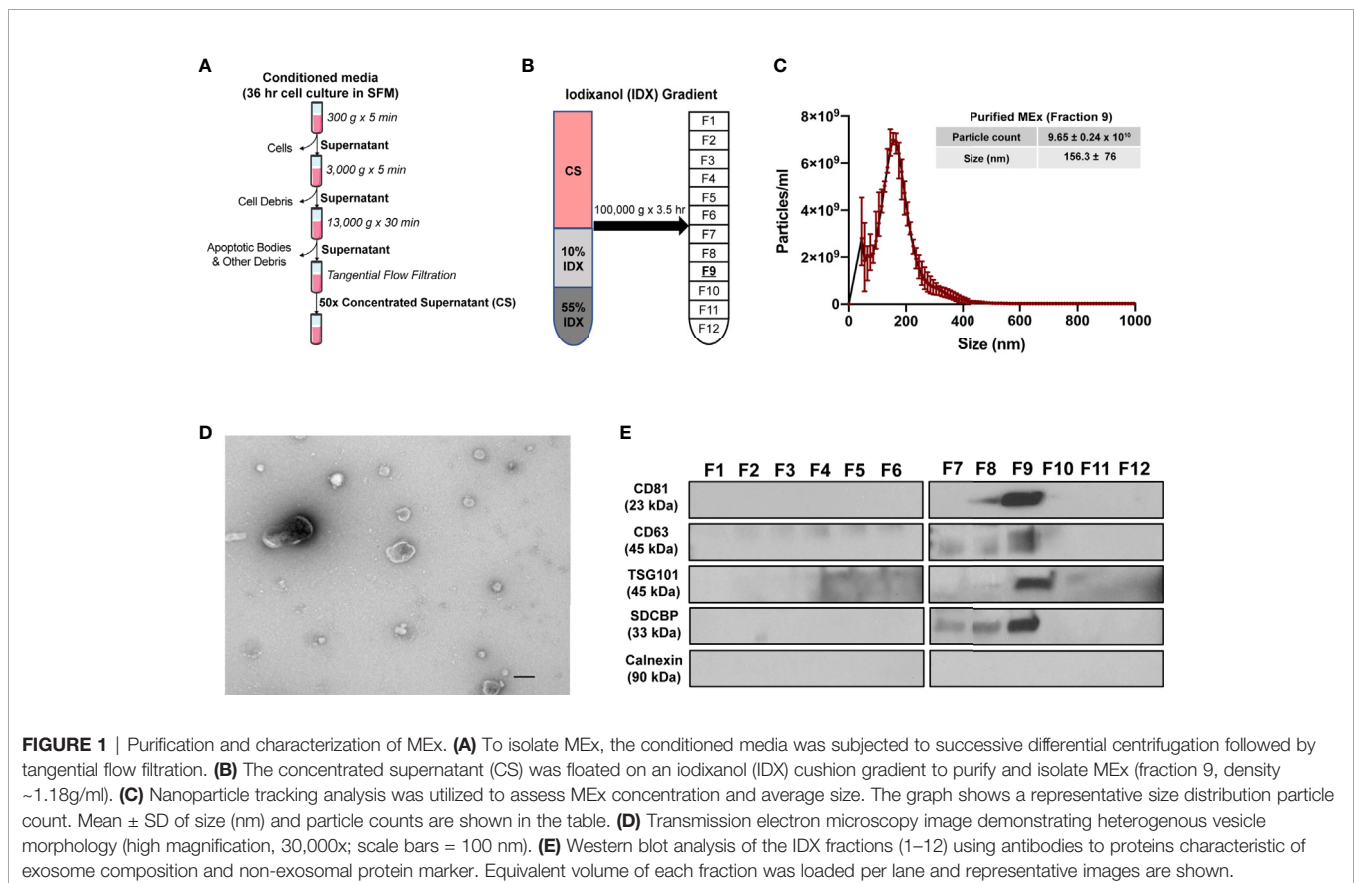 A
Conditioned media
(36 hr cell culture in SFM)
300 g x 5 min
Cells
Supernatant
3,000 g x 5 min
Cell Debris
Supernatant
13,000 g x 30 min
Apoptotic Bodies
& Other Debris
Supernatant
Tangential Flow Filtration
50x Concentrated Supernatant (CS)
B
Iodixanol (IDX) Gradient
CS
10%
IDX
55%
IDX
100,000 g x 3.5 hr
F1
F2
F3
F4
F5
F6
F7
F8
F9
F10
F11
F12
C
Purified MEx (Fraction 9)
Particle count 9.65 ± 0.24 x 10¹⁰
Size (nm) 156.3 ± 76
8×10⁹
6×10⁹
4×10⁹
2×10⁹
0
Particles/ml
0 200 400 600 800 1000
Size (nm)
D
E
F1 F2 F3 F4 F5 F6 F7 F8 F9 F10 F11 F12
CD81
(23 kDa)
CD63
(45 kDa)
TSG101
(45 kDa)
SDCBP
(33 kDa)
Calnexin
(90 kDa)
FIGURE 1 | Purification and characterization of MEx. (A) To isolate MEx, the conditioned media was subjected to successive differential centrifugation followed by
tangential flow filtration. (B) The concentrated supernatant (CS) was floated on an iodixanol (IDX) cushion gradient to purify and isolate MEx (fraction 9, density
~1.18g/ml). (C) Nanoparticle tracking analysis was utilized to assess MEx concentration and average size. The graph shows a representative size distribution particle
count. Mean ± SD of size (nm) and particle counts are shown in the table. (D) Transmission electron microscopy image demonstrating heterogenous vesicle
morphology (high magnification, 30,000x; scale bars = 100 nm). (E) Western blot analysis of the IDX fractions (1–12) using antibodies to proteins characteristic of
exosome composition and non-exosomal protein marker. Equivalent volume of each fraction was loaded per lane and representative images are shown.